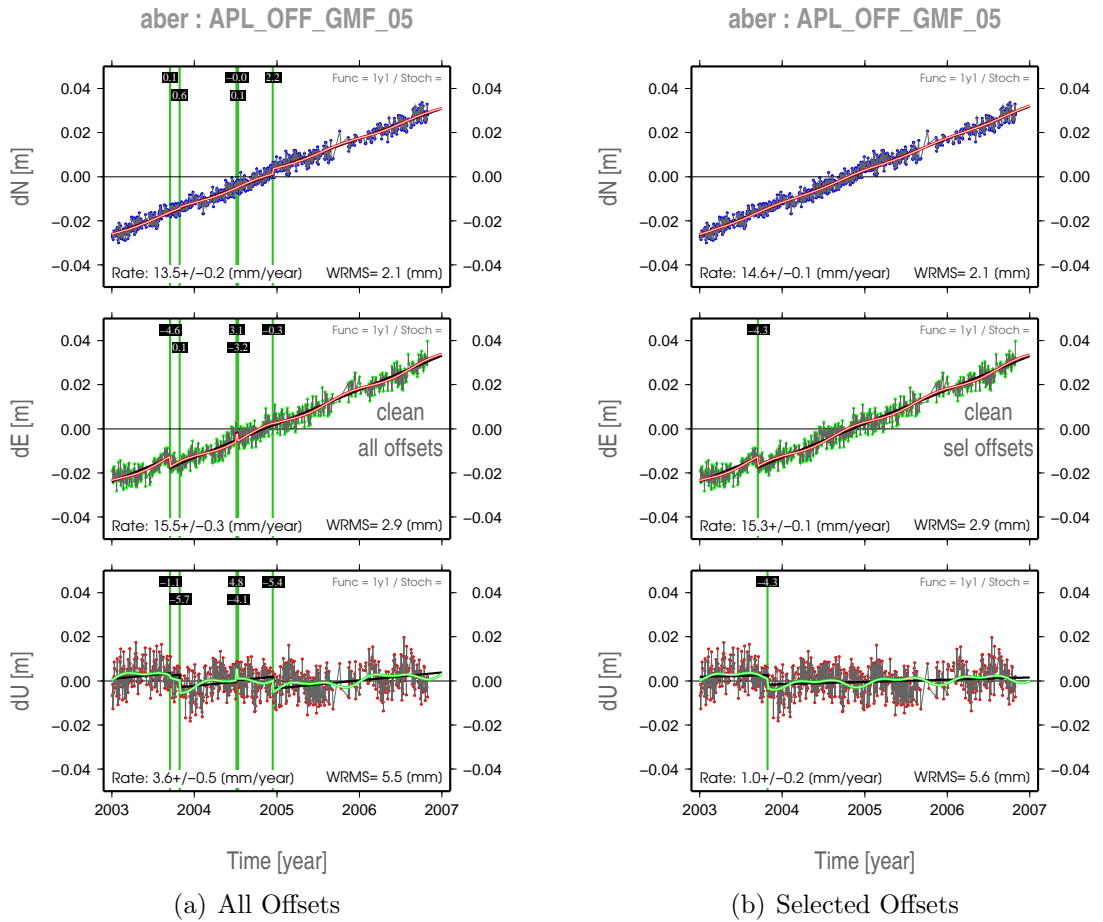 aber : APL_OFF_GMF_05
0.1 −0.0 2.2 Func = 1y1 / Stoch =
0.6 0.1
0.04 0.04
0.02 0.02
dN [m] 0.00 0.00
−0.02 −0.02
−0.04 −0.04
Rate: 13.5+/−0.2 [mm/year] WRMS= 2.1 [mm]
−4.6 3.1 −0.3 Func = 1y1 / Stoch =
0.1 −3.2
0.04 0.04
0.02 0.02
clean
dE [m] 0.00 0.00
all offsets
−0.02 −0.02
−0.04 −0.04
Rate: 15.5+/−0.3 [mm/year] WRMS= 2.9 [mm]
−1.1 4.8 −5.4 Func = 1y1 / Stoch =
−5.7 −4.1
0.04 0.04
0.02 0.02
dU [m] 0.00 0.00
−0.02 −0.02
−0.04 −0.04
Rate: 3.6+/−0.5 [mm/year] WRMS= 5.5 [mm]
2003 2004 2005 2006 2007
Time [year]
(a) All Offsets
aber : APL_OFF_GMF_05
Func = 1y1 / Stoch =
0.04 0.04
0.02 0.02
dN [m] 0.00 0.00
−0.02 −0.02
−0.04 −0.04
Rate: 14.6+/−0.1 [mm/year] WRMS= 2.1 [mm]
−4.3 Func = 1y1 / Stoch =
0.04 0.04
0.02 0.02
clean
dE [m] 0.00 0.00
sel offsets
−0.02 −0.02
−0.04 −0.04
Rate: 15.3+/−0.1 [mm/year] WRMS= 2.9 [mm]
−4.3 Func = 1y1 / Stoch =
0.04 0.04
0.02 0.02
dU [m] 0.00 0.00
−0.02 −0.02
−0.04 −0.04
Rate: 1.0+/−0.2 [mm/year] WRMS= 5.6 [mm]
2003 2004 2005 2006 2007
Time [year]
(b) Selected Offsets